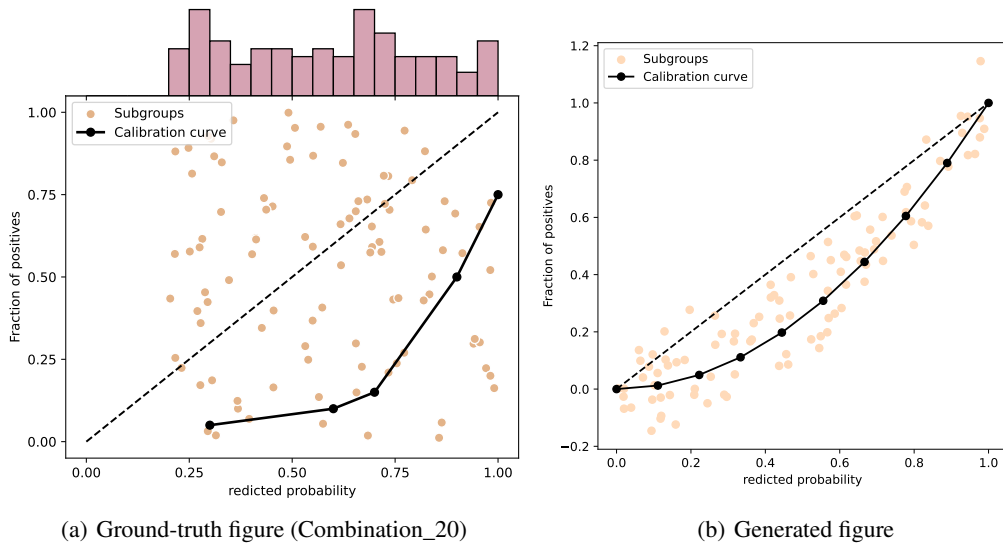 Subgroups
Calibration curve
1.00
0.75
0.50
0.25
0.00
Fraction of positives
0.00 0.25 0.50 0.75 1.00
redicted probability
(a) Ground-truth figure (Combination_20)
Subgroups
Calibration curve
1.2
1.0
0.8
0.6
0.4
0.2
0.0
−0.2
Fraction of positives
0.0 0.2 0.4 0.6 0.8 1.0
redicted probability
(b) Generated figure